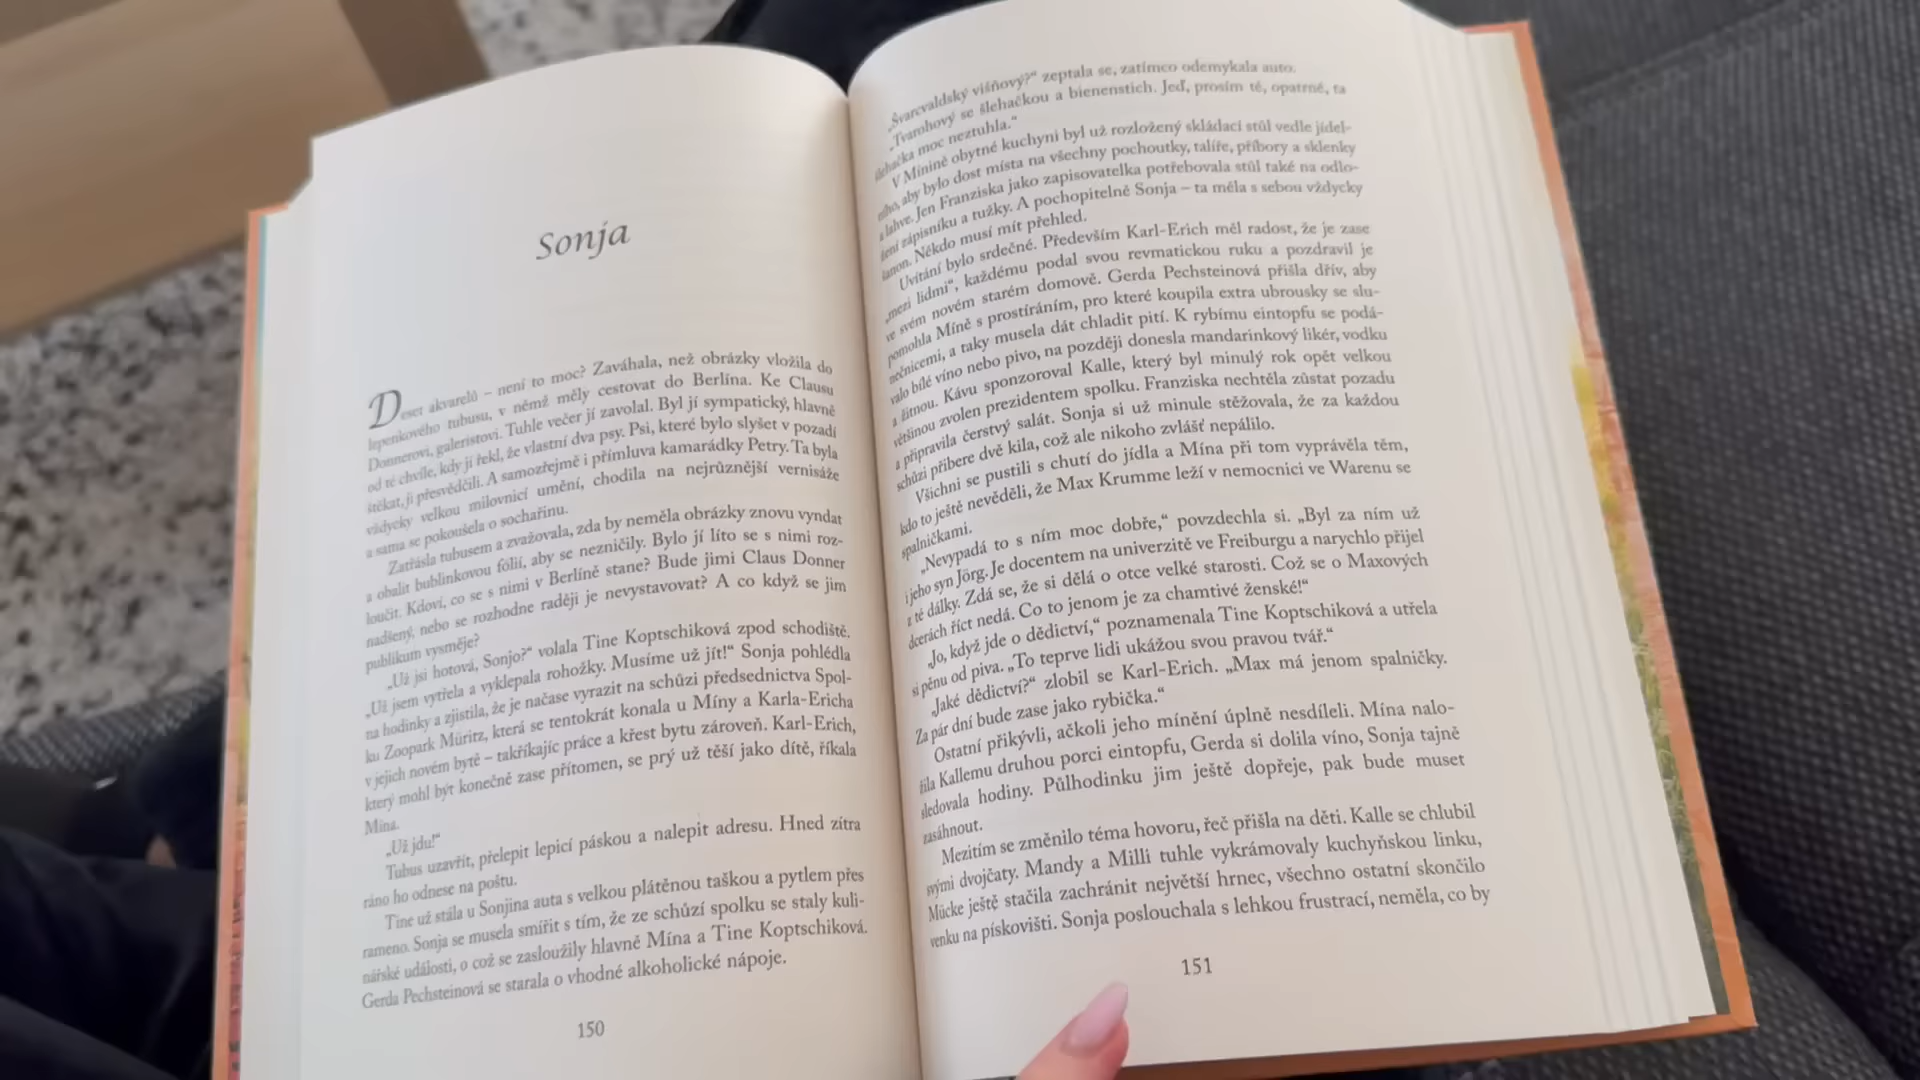 Sonja
Deset akvarelů – není to moc? Zaváhala, než obrázky vložila do
lepenkového tubusu, v němž měly cestovat do Berlína. Ke Clausu
Donnerovi, galeristovi. Tuhle večer jí zavolal. Byl jí sympatický, hlavně
od té chvíle, kdy jí řekl, že vlastní dva psy. Psi, které bylo slyšet v pozadí
štěkat, ji přesvědčili. A samozřejmě i přímluva kamarádky Petry. Ta byla
vždycky velkou milovnicí umění, chodila na nejrůznější vernisáže
a sama se pokoušela o sochařinu.
Zatřásla tubusem a zvažovala, zda by neměla obrázky znovu vyndat
a obalit bublinkovou fólií, aby se nezničily. Bylo jí líto se s nimi roz-
loučit. Kdoví, co se s nimi v Berlíně stane? Bude jimi Claus Donner
nadšený, nebo se rozhodne raději je nevystavovat? A co když se jim
publikum vysměje?
„Už jsi hotová, Sonjo?“ volala Tine Koptschiková zpod schodiště.
„Už jsem vytřela a vyklepala rohožky. Musíme už jít!“ Sonja pohlédla
na hodinky a zjistila, že je načase vyrazit na schůzi předsednictva Spol-
ku Zoopark Müritz, která se tentokrát konala u Míny a Karla-Ericha
v jejich novém bytě – takříkajíc práce a křest bytu zároveň. Karl-Erich,
který mohl být konečně zase přítomen, se prý už těší jako dítě, říkala
Mína.
„Už jdu!“
Tubus uzavřít, přelepit lepicí páskou a nalepit adresu. Hned zítra
ráno ho odnese na poštu.
Tine už stála u Sonjina auta s velkou plátěnou taškou a pytlem přes
rameno. Sonja se musela smířit s tím, že ze schůzí spolku se staly kuli-
nářské události, o což se zasloužily hlavně Mína a Tine Koptschiková.
Gerda Pechsteinová se starala o vhodné alkoholické nápoje.
150
„Švarcvaldský višňový?“ zeptala se, zatímco odemykala auto.
„Tvarohový se šlehačkou a bienenstich. Jeď, prosím tě, opatrně, ta
šlehačka moc neztuhla.“
V Mínině obytné kuchyni byl už rozložený skládací stůl vedle jídel-
ního, aby bylo dost místa na všechny pochoutky, talíře, příbory a sklenky
a lahve. Jen Franziska jako zapisovatelka potřebovala stůl také na odlo-
žení zápisníku a tužky. A pochopitelně Sonja – ta měla s sebou vždycky
šanon. Někdo musí mít přehled.
Uvítání bylo srdečné. Především Karl-Erich měl radost, že je zase
„mezi lidmi“, každému podal svou revmatickou ruku a pozdravil je
ve svém novém starém domově. Gerda Pechsteinová přišla dřív, aby
pomohla Míně s prostíráním, pro které koupila extra ubrousky se slu-
nečnicemi, a taky musela dát chladit pití. K rybímu eintopfu se podá-
valo bílé víno nebo pivo, na později donesla mandarinkový likér, vodku
a žitnou. Kávu sponzoroval Kalle, který byl minulý rok opět velkou
většinou zvolen prezidentem spolku. Franziska nechtěla zůstat pozadu
a připravila čerstvý salát. Sonja si už minule stěžovala, že za každou
schůzi přibere dvě kila, což ale nikoho zvlášť nepálilo.
Všichni se pustili s chutí do jídla a Mína při tom vyprávěla těm,
kdo to ještě nevěděli, že Max Krumme leží v nemocnici ve Warenu se
spalničkami.
„Nevypadá to s ním moc dobře,“ povzdechla si. „Byl za ním už
i jeho syn Jörg. Je docentem na univerzitě ve Freiburgu a narychlo přijel
z té dálky. Zdá se, že si dělá o otce velké starosti. Což se o Maxových
dcerách říct nedá. Co to jenom je za chamtivé ženské!“
„Jo, když jde o dědictví,“ poznamenala Tine Koptschiková a utřela
si pěnu od piva. „To teprve lidi ukážou svou pravou tvář.“
„Jaké dědictví?“ zlobil se Karl-Erich. „Max má jenom spalničky.
Za pár dní bude zase jako rybička.“
Ostatní přikývli, ačkoli jeho mínění úplně nesdíleli. Mína nalo-
žila Kallemu druhou porci eintopfu, Gerda si dolila víno, Sonja tajně
sledovala hodiny. Půlhodinku jim ještě dopřeje, pak bude muset
zasáhnout.
Mezitím se změnilo téma hovoru, řeč přišla na děti. Kalle se chlubil
svými dvojčaty. Mandy a Milli tuhle vykrámovaly kuchyňskou linku,
Mücke ještě stačila zachránit největší hrnec, všechno ostatní skončilo
venku na pískovišti. Sonja poslouchala s lehkou frustrací, neměla, co by
151